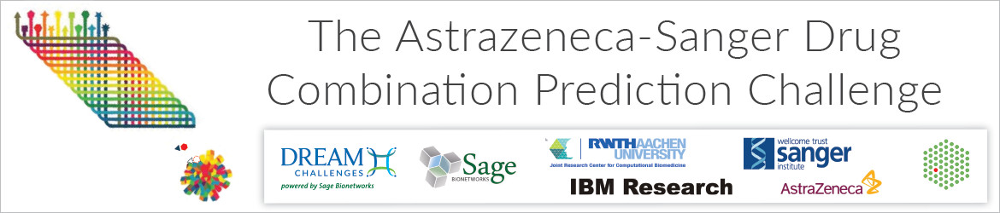 The Astrazeneca-Sanger Drug
Combination Prediction Challenge
DREAM
CHALLENGES
powered by Sage Bionetworks
Sage
BIONETWORKS
RWTHAACHEN
UNIVERSITY
Joint Research Center for Computational Biomedicine
IBM Research
wellcome trust
sanger
institute
AstraZeneca